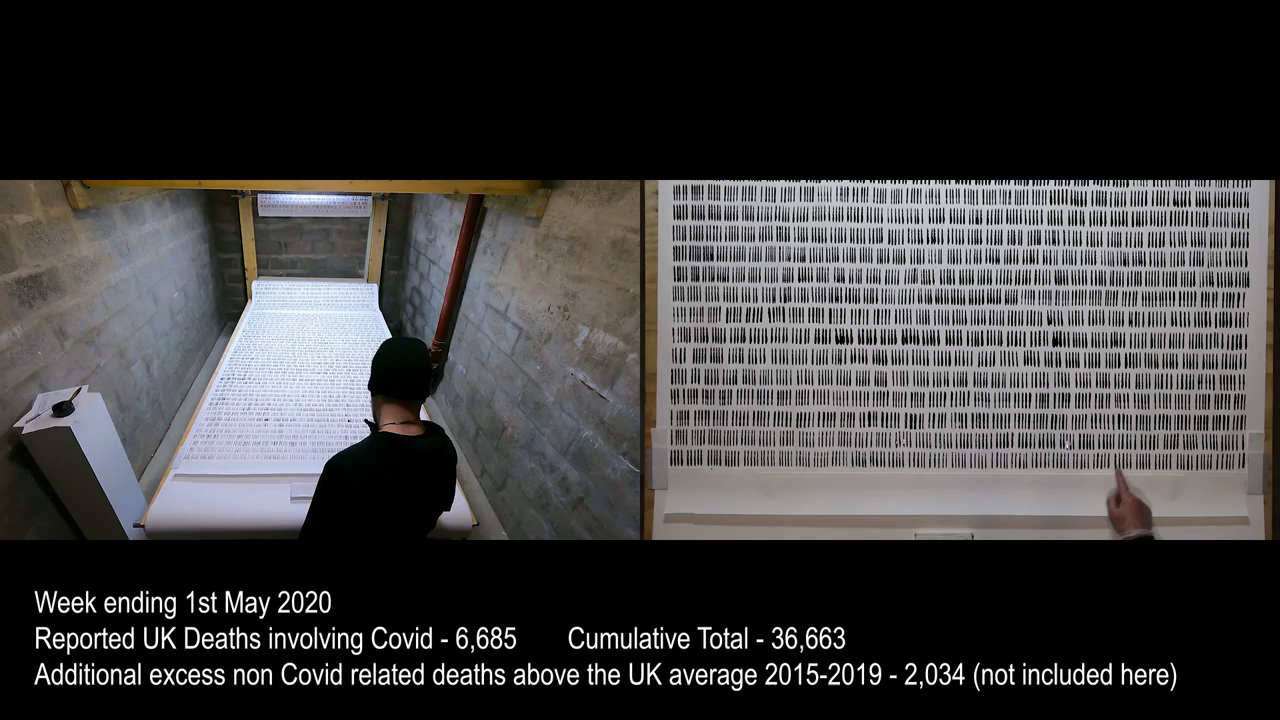 Week ending 1st May 2020
Reported UK Deaths involving Covid - 6,685 Cumulative Total - 36,663
Additional excess non Covid related deaths above the UK average 2015-2019 - 2,034 (not included here)